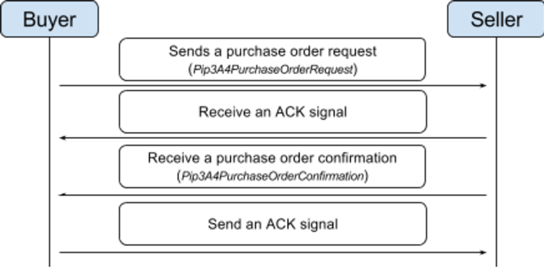 Buyer
Seller
Sends a purchase order request
(Pip3A4PurchaseOrderRequest)
Receive an ACK signal
Receive a purchase order confirmation
(Pip3A4PurchaseOrderConfirmation)
Send an ACK signal